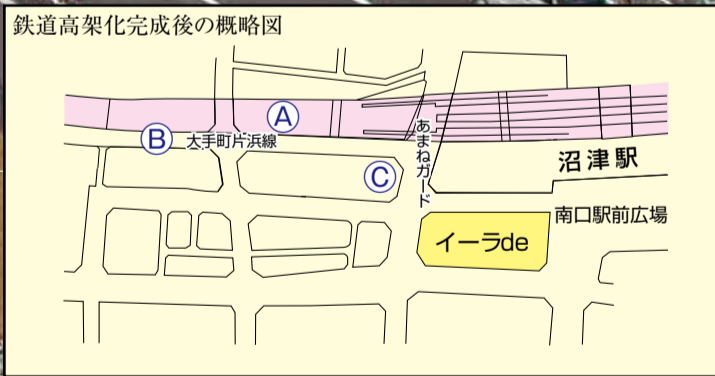 鉄道高架化完成後の概略図
A
B
大手町片浜線
あまねガード
C
沼津駅
南口駅前広場
イーラde